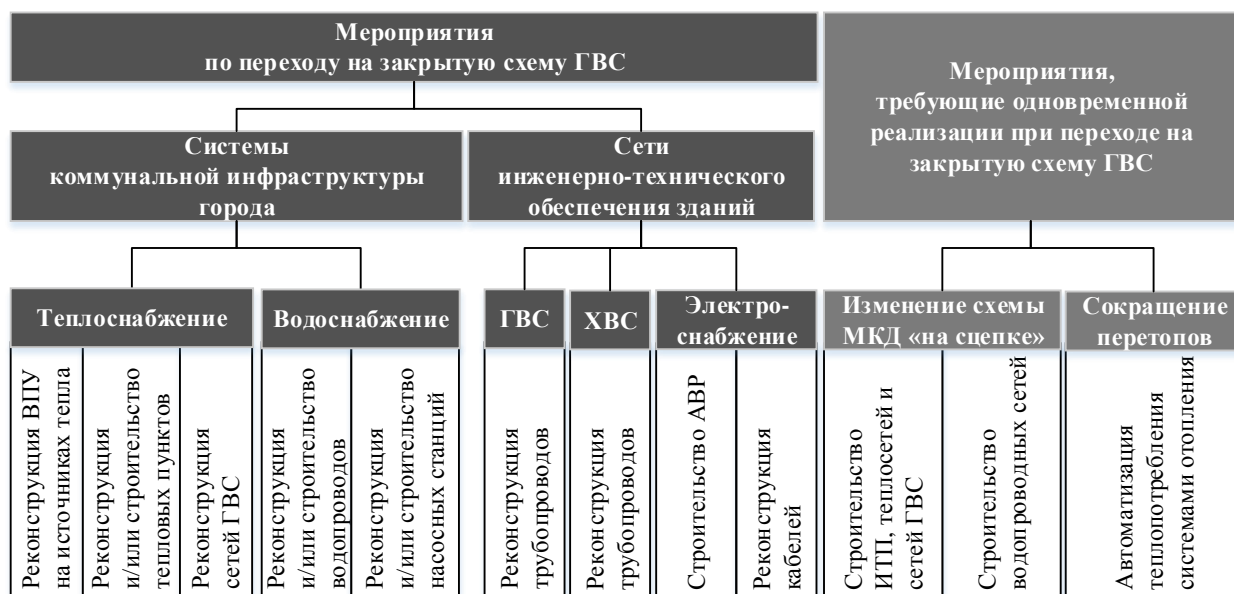 Мероприятия
по переходу на закрытую схему ГВС
Мероприятия,
требующие одновременной
реализации при переходе на
закрытую схему ГВС
Системы
коммунальной инфраструктуры
города
Сети
инженерно-технического
обеспечения зданий
Теплоснабжение
Водоснабжение
ГВС
ХВС
Электро-
снабжение
Изменение схемы
МКД «на сцепке»
Сокращение
перетопов
Реконструкция ВПУ
на источниках тепла
Реконструкция
и/или строительство
тепловых пунктов
Реконструкция
сетей ГВС
Реконструкция
и/или строительство
водопроводов
Реконструкция
и/или строительство
насосных станций
Реконструкция
трубопроводов
Реконструкция
трубопроводов
Строительство АВР
Реконструкция
кабелей
Строительство
ИТП, теплосетей и
сетей ГВС
Строительство
водопроводных сетей
Автоматизация
теплопотребления
системами отопления